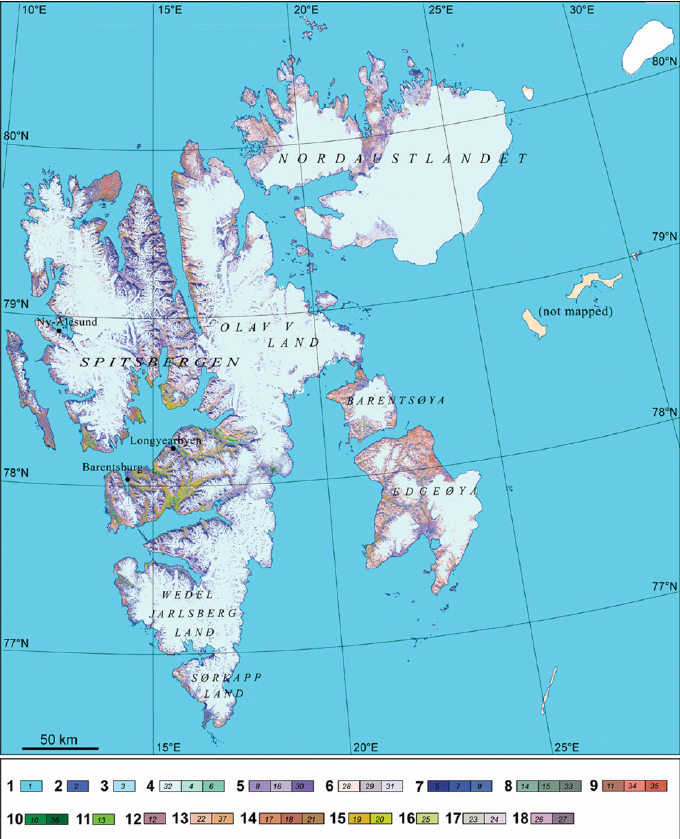 10°E 15°E 20°E 25°E 30°E
80°N
80°N
NORDAUSTLANDET
79°N
79°N
(not mapped)
Ny-Ålesund
OLAV V
LAND
SPITSBERGEN
BARENTSØYA
78°N
Longyearbyen
Barentsburg
78°N
EDGEØYA
77°N
WEDEL
JARLSBERG
LAND
77°N
SØRKAPP
LAND
50 km
15°E 20°E 25°E
1 1 2 2 3 3 4 32 4 6 5 8 16 30 6 28 29 31 7 5 7 9 8 14 15 33 9 11 34 35
10 10 36 11 13 12 12 13 22 37 14 17 18 21 15 19 20 16 25 17 23 24 18 26 27